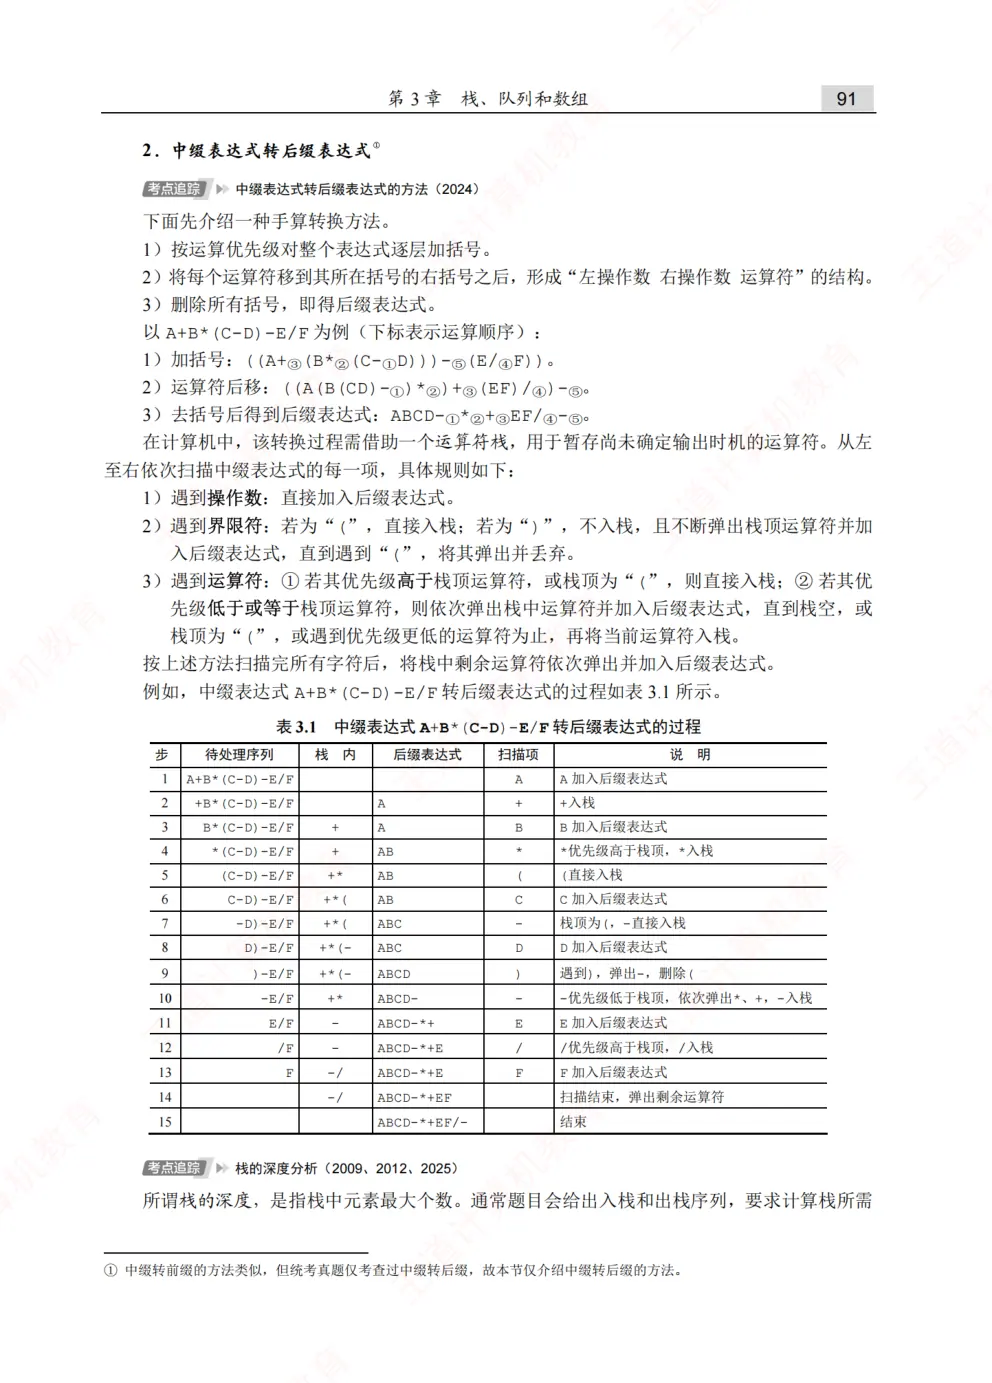 第 3 章 栈、队列和数组 91
2．中缀表达式转后缀表达式①
考点追踪 中缀表达式转后缀表达式的方法（2024）
下面先介绍一种手算转换方法。
1）按运算优先级对整个表达式逐层加括号。
2）将每个运算符移到其所在括号的右括号之后，形成“左操作数 右操作数 运算符”的结构。
3）删除所有括号，即得后缀表达式。
以 A+B*(C-D)-E/F 为例（下标表示运算顺序）:
1）加括号：((A+③(B*②(C-①D)))-⑤(E/④F))。
2）运算符后移：((A(B(CD)-①)*②)+③(EF)/④)-⑤。
3）去括号后得到后缀表达式：ABCD-①*②+③EF/④-⑤。
在计算机中，该转换过程需借助一个运算符栈，用于暂存尚未确定输出时机的运算符。从左
至右依次扫描中缀表达式的每一项，具体规则如下：
1）遇到操作数：直接加入后缀表达式。
2）遇到界限符：若为“(”，直接入栈；若为“)”，不入栈，且不断弹出栈顶运算符并加
入后缀表达式，直到遇到“(”，将其弹出并丢弃。
3）遇到运算符：① 若其优先级高于栈顶运算符，或栈顶为“(”，则直接入栈；② 若其优
先级低于或等于栈顶运算符，则依次弹出栈中运算符并加入后缀表达式，直到栈空，或
栈顶为“(”，或遇到优先级更低的运算符为止，再将当前运算符入栈。
按上述方法扫描完所有字符后，将栈中剩余运算符依次弹出并加入后缀表达式。
例如，中缀表达式 A+B*(C-D)-E/F 转后缀表达式的过程如表 3.1 所示。
表 3.1 中缀表达式 A+B*(C-D)-E/F 转后缀表达式的过程
步 待处理序列 栈 内 后缀表达式 扫描项 说 明
1 A+B*(C-D)-E/F A A 加入后缀表达式
2 +B*(C-D)-E/F A + +入栈
3 B*(C-D)-E/F + A B B 加入后缀表达式
4 *(C-D)-E/F + AB * *优先级高于栈顶，*入栈
5 (C-D)-E/F +* AB ( (直接入栈
6 C-D)-E/F +*( AB C C 加入后缀表达式
7 -D)-E/F +*( ABC - 栈顶为(，-直接入栈
8 D)-E/F +*(- ABC D D 加入后缀表达式
9 )-E/F +*(- ABCD ) 遇到)，弹出-，删除(
10 -E/F +* ABCD- - -优先级低于栈顶，依次弹出*、+，-入栈
11 E/F - ABCD-*+ E E 加入后缀表达式
12 /F - ABCD-*+E / /优先级高于栈顶，/入栈
13 F -/ ABCD-*+E F F 加入后缀表达式
14 -/ ABCD-*+EF 扫描结束，弹出剩余运算符
15 ABCD-*+EF/- 结束
考点追踪 栈的深度分析（2009、2012、2025）
所谓栈的深度，是指栈中元素最大个数。通常题目会给出入栈和出栈序列，要求计算栈所需
① 中缀转前缀的方法类似，但统考真题仅考查过中缀转后缀，故本节仅介绍中缀转后缀的方法。